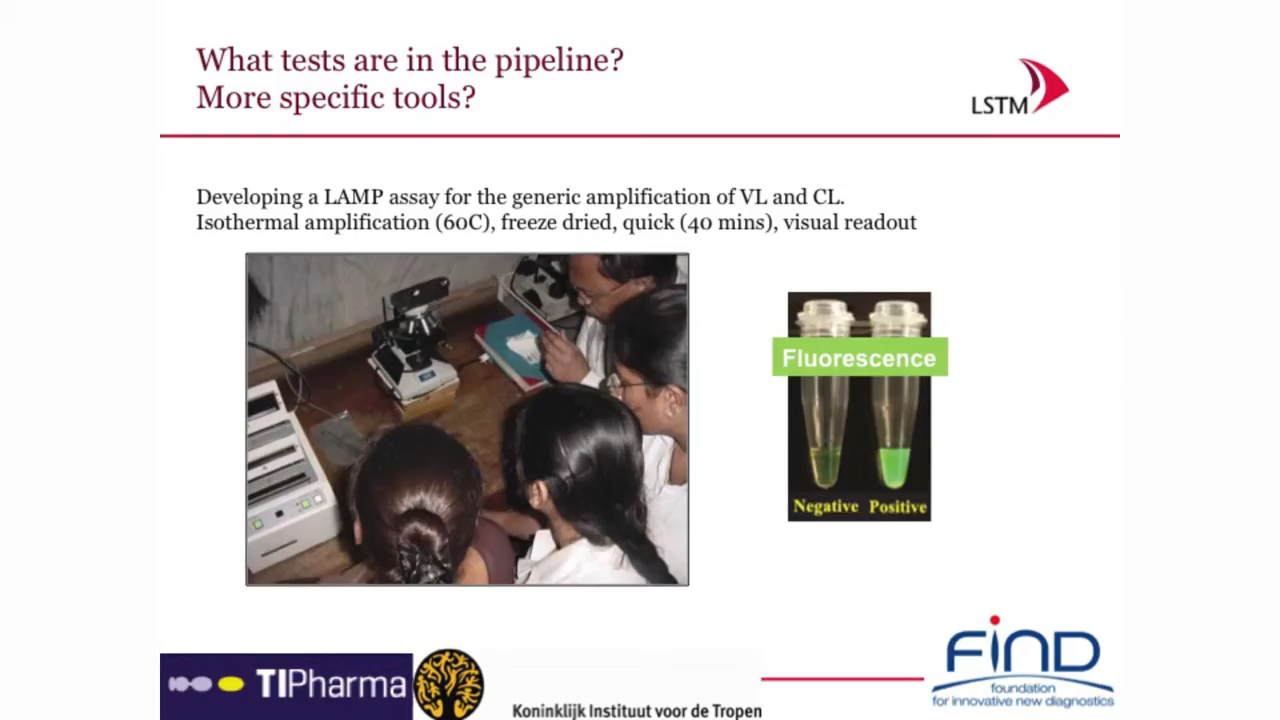 What tests are in the pipeline?
More specific tools?
LSTM
Developing a LAMP assay for the generic amplification of VL and CL.
Isothermal amplification (60C), freeze dried, quick (40 mins), visual readout
Fluorescence
Negative Positive
TIPharma
Koninklijk Instituut voor de Tropen
FIND
foundation
for innovative new diagnostics